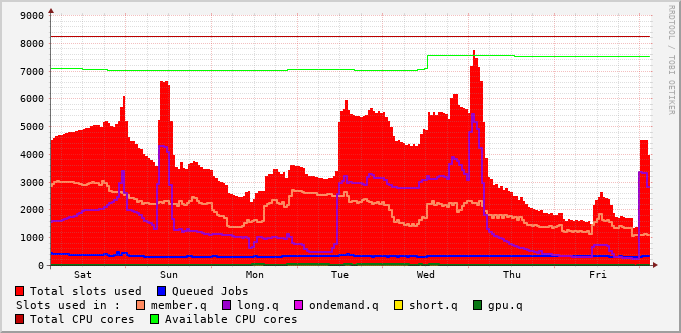 9000
8000
7000
6000
5000
4000
3000
2000
1000
0
Sat Sun Mon Tue Wed Thu Fri
RRDTOOL / TOBI OETIKER
Total slots used Queued Jobs
Slots used in : member.q long.q ondemand.q short.q gpu.q
Total CPU cores Available CPU cores